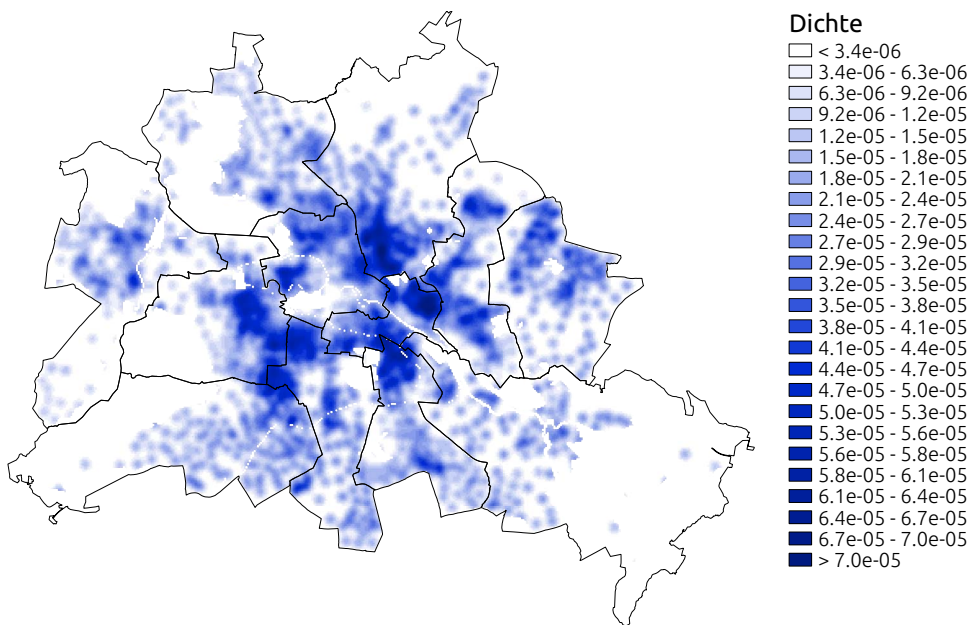 Dichte
< 3.4e-06
3.4e-06 - 6.3e-06
6.3e-06 - 9.2e-06
9.2e-06 - 1.2e-05
1.2e-05 - 1.5e-05
1.5e-05 - 1.8e-05
1.8e-05 - 2.1e-05
2.1e-05 - 2.4e-05
2.4e-05 - 2.7e-05
2.7e-05 - 2.9e-05
2.9e-05 - 3.2e-05
3.2e-05 - 3.5e-05
3.5e-05 - 3.8e-05
3.8e-05 - 4.1e-05
4.1e-05 - 4.4e-05
4.4e-05 - 4.7e-05
4.7e-05 - 5.0e-05
5.0e-05 - 5.3e-05
5.3e-05 - 5.6e-05
5.6e-05 - 5.8e-05
5.8e-05 - 6.1e-05
6.1e-05 - 6.4e-05
6.4e-05 - 6.7e-05
6.7e-05 - 7.0e-05
> 7.0e-05